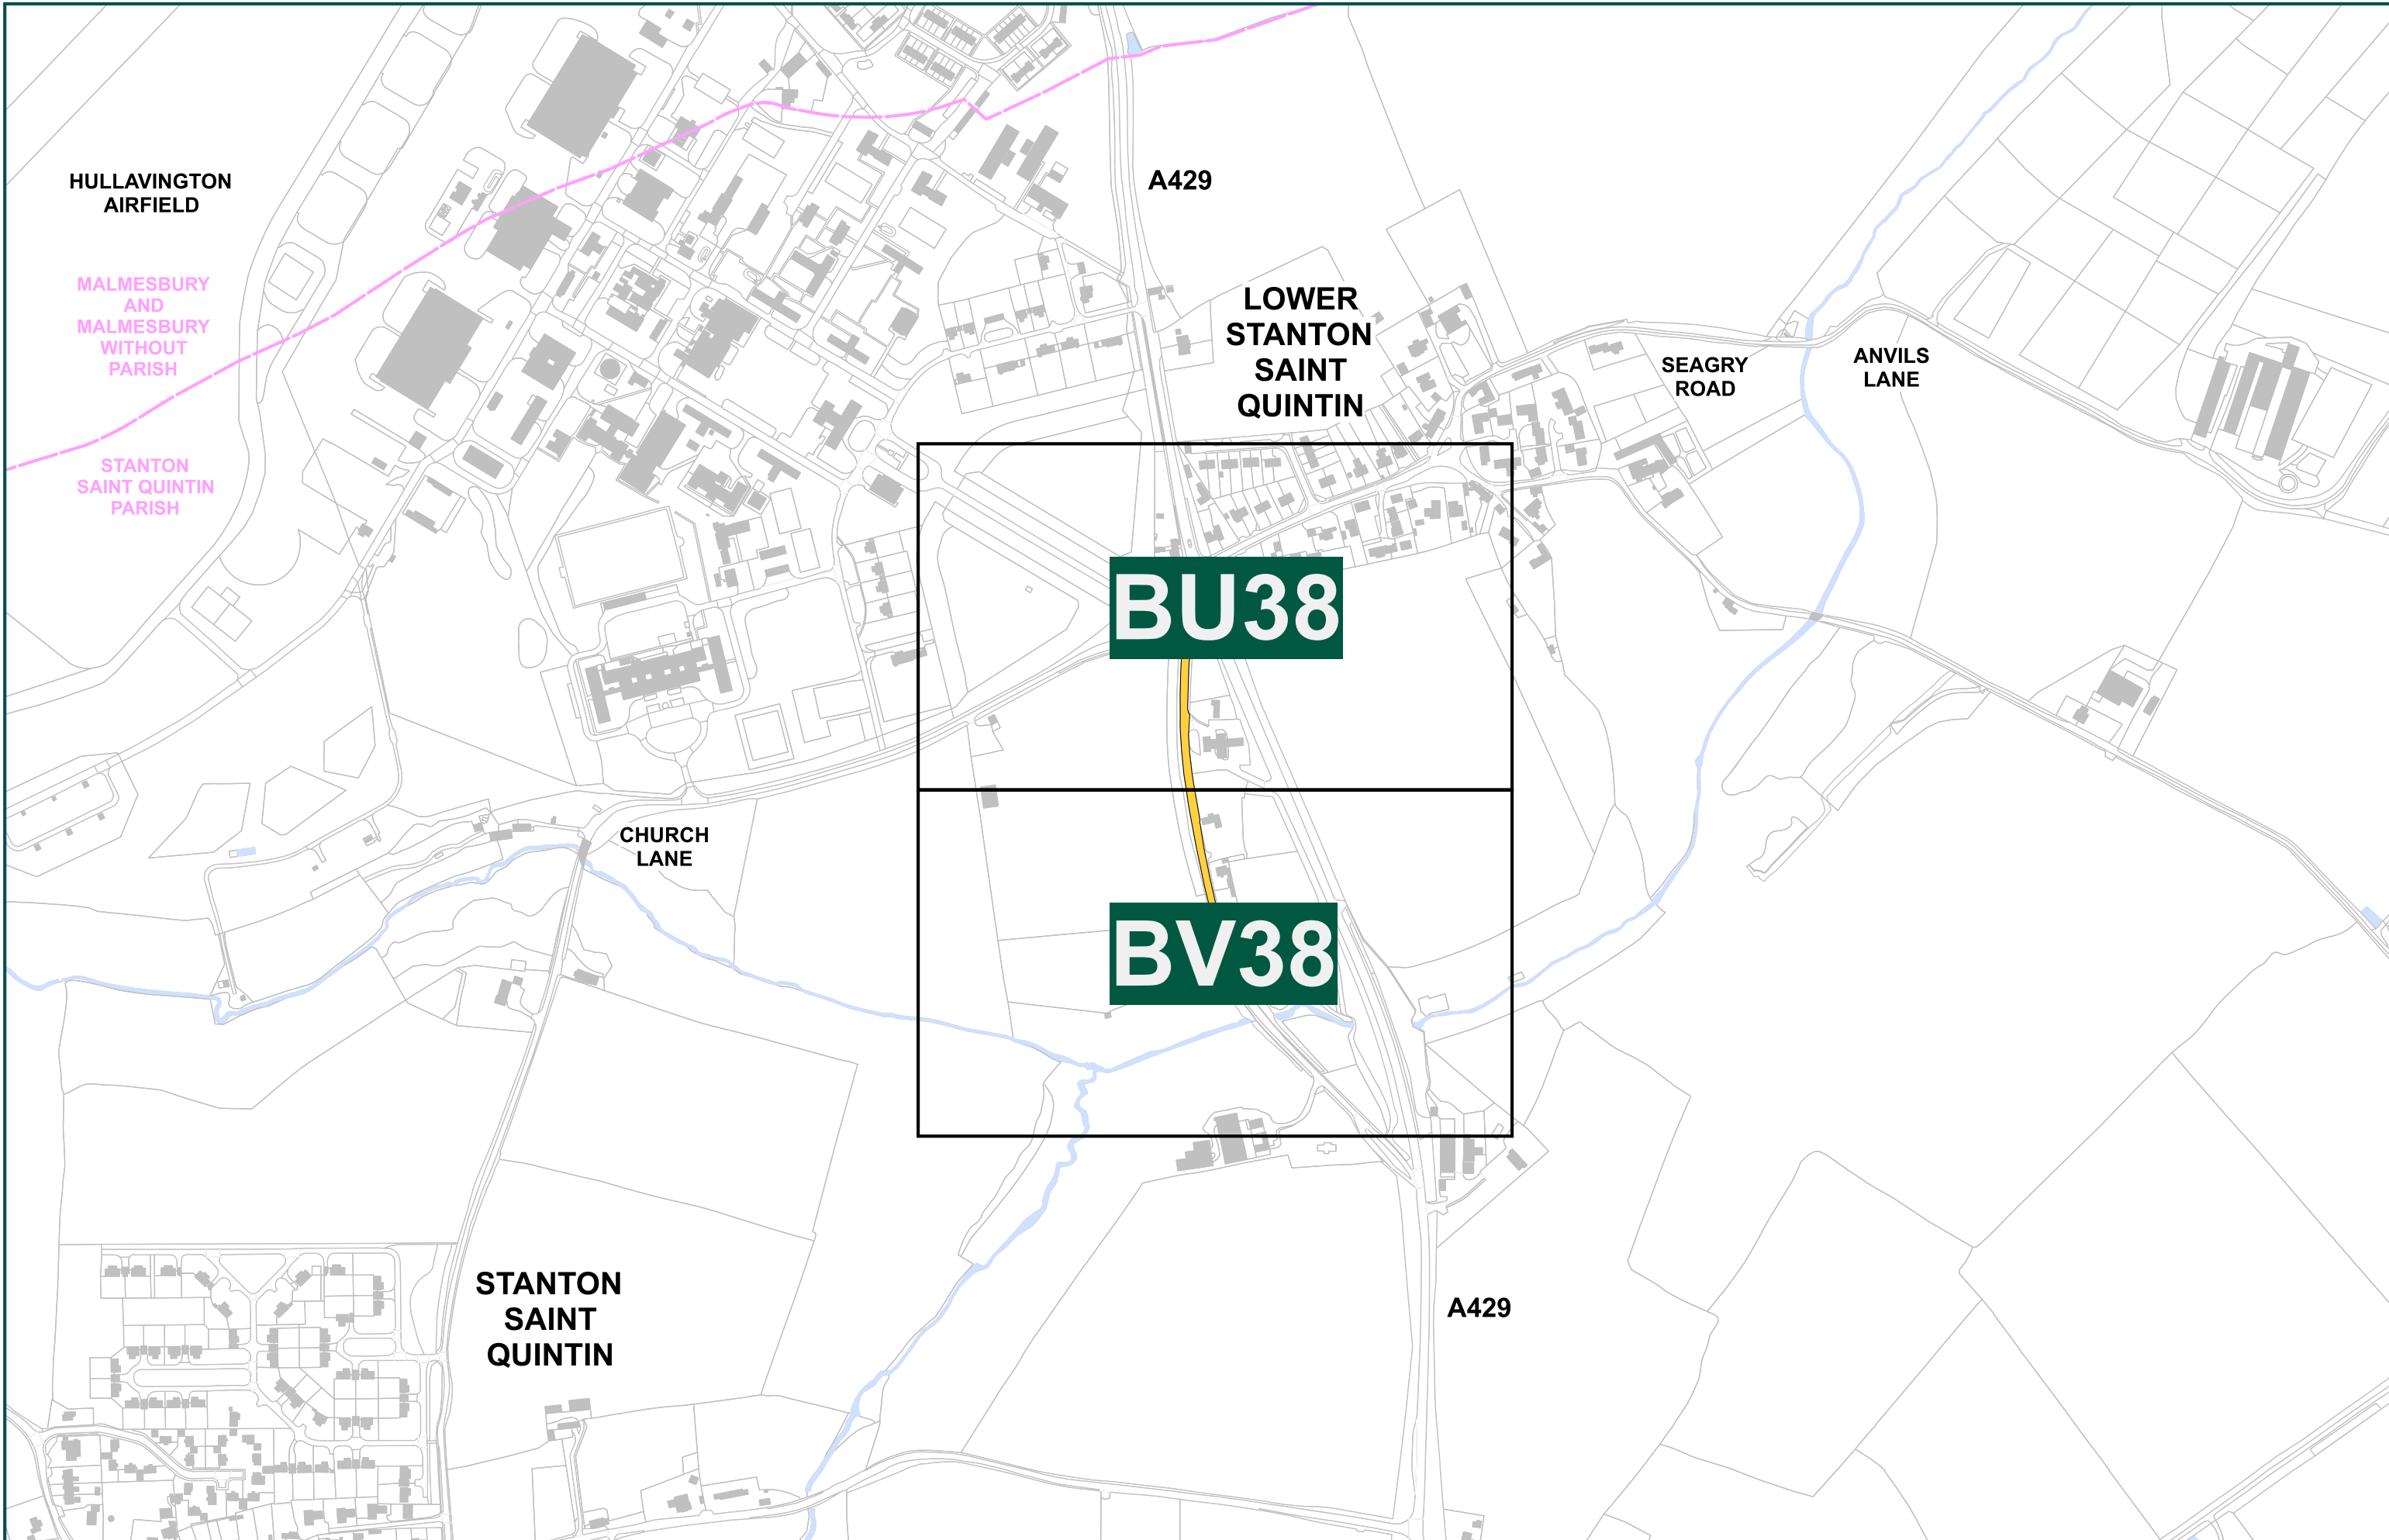 HULLAVINGTON
AIRFIELD
A429
MALMESBURY
AND
MALMESBURY
WITHOUT
PARISH
LOWER
STANTON
SAINT
QUINTIN
SEAGRY
ROAD
ANVILS
LANE
STANTON
SAINT QUINTIN
PARISH
BU38
CHURCH
LANE
BV38
STANTON
SAINT
QUINTIN
A429